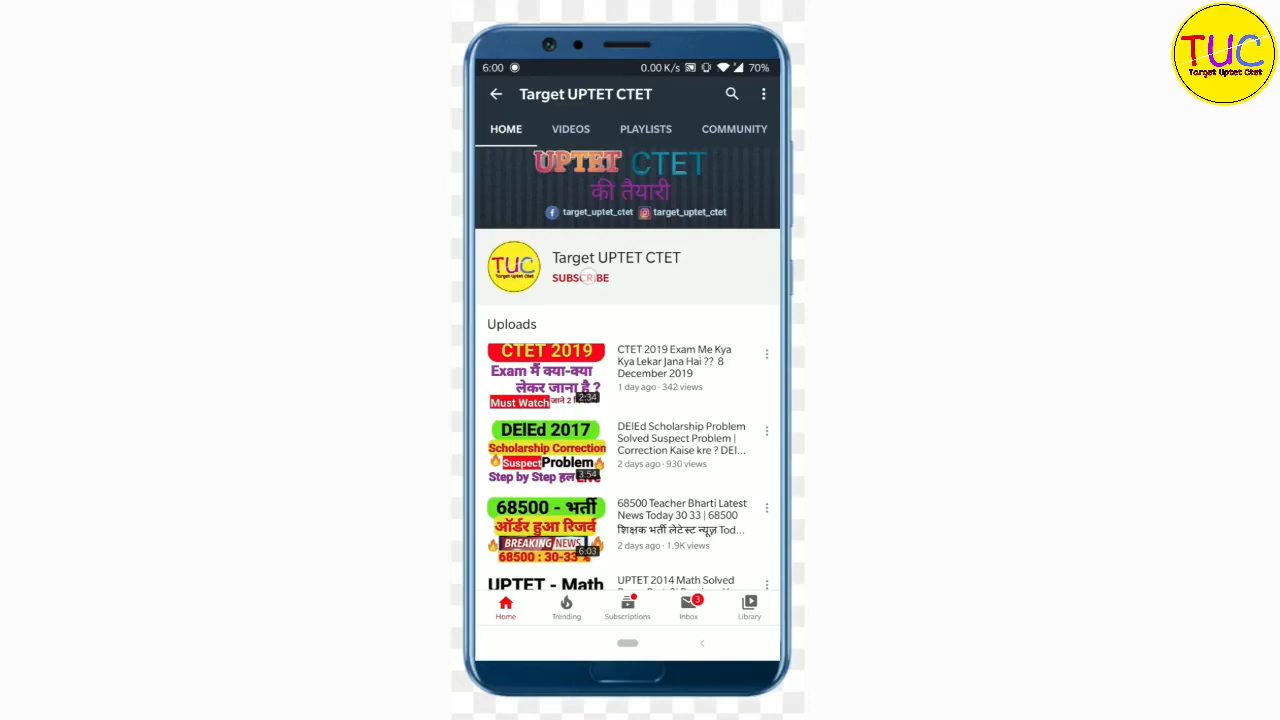 TUC
Target Uptet Ctet
6:00
0.00 K/s
70%
Target UPTET CTET
HOME VIDEOS PLAYLISTS COMMUNITY
UPTET CTET
की तैयारी
target_uptet_ctet target_uptet_ctet
TUC
Target Uptet Ctet
Target UPTET CTET
SUBSCRIBE
Uploads
CTET 2019
Exam मैं क्या-क्या
लेकर जाना है ?
Must Watch
जाने 2
2:34
CTET 2019 Exam Me Kya
Kya Lekar Jana Hai ?? 8
December 2019
1 day ago · 342 views
DElEd 2017
Scholarship Correction
Suspect Problem
Step by Step हल
3:54
DElEd Scholarship Problem
Solved Suspect Problem |
Correction Kaise kre ? DEl...
2 days ago · 930 views
68500 - भर्ती
ऑर्डर हुआ रिजर्व
BREAKING NEWS
68500 : 30-33 %
6:03
68500 Teacher Bharti Latest
News Today 30 33 | 68500
शिक्षक भर्ती लेटेस्ट न्यूज़ Tod...
2 days ago · 1.9K views
UPTET - Math
UPTET 2014 Math Solved
Home Trending Subscriptions Inbox Library
3